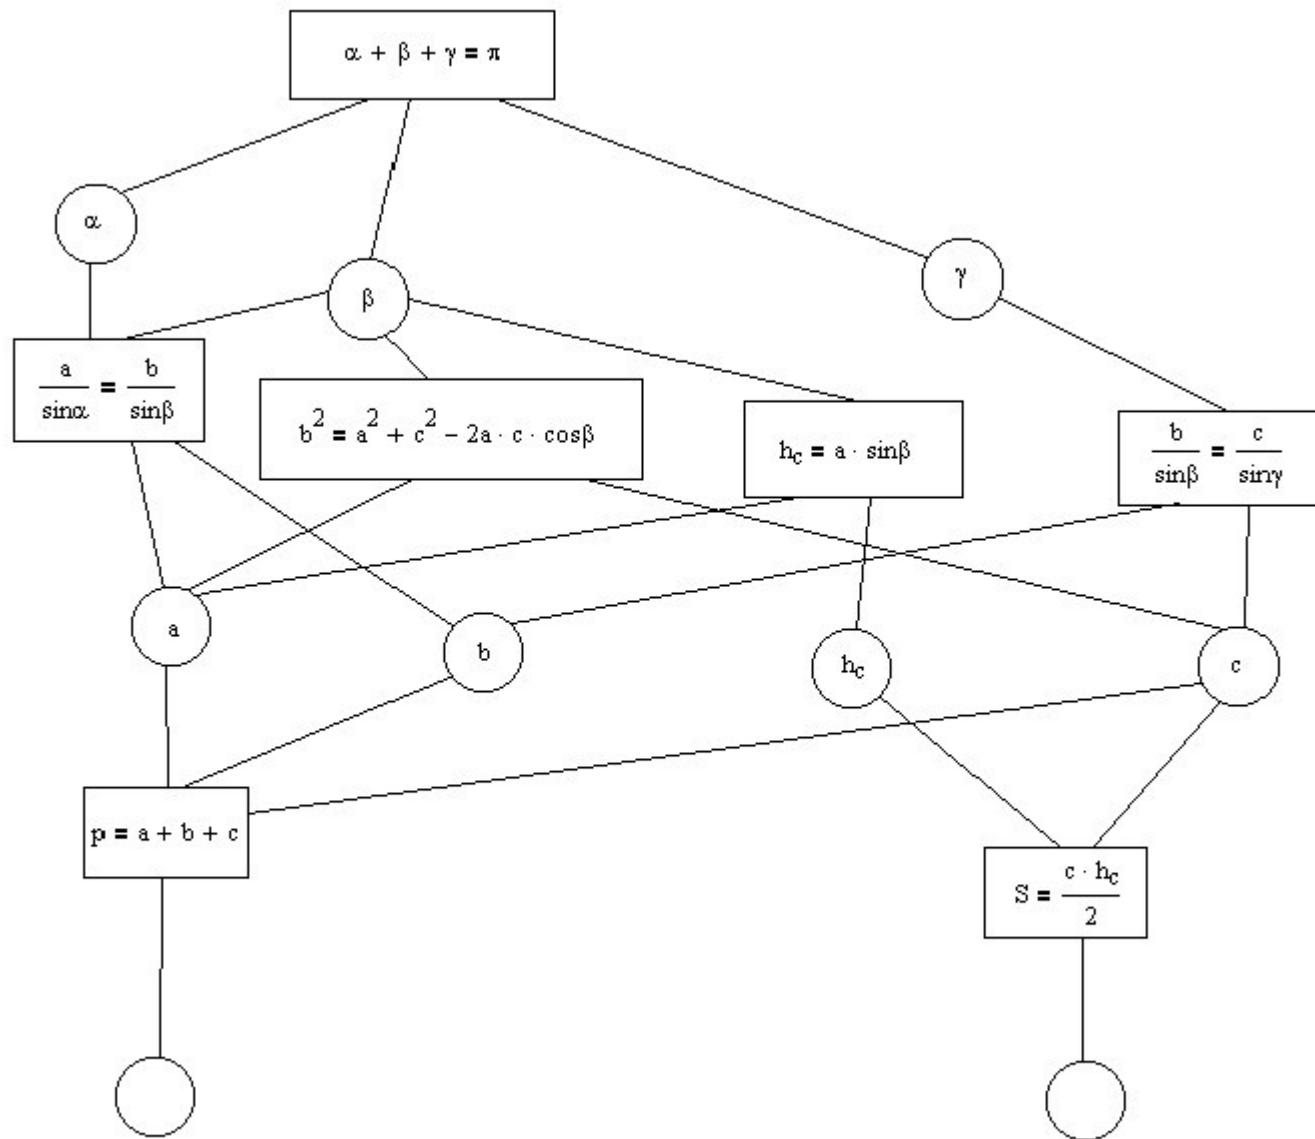 α + β + γ = π
α
β
γ
a/sinα = b/sinβ
b² = a² + c² − 2a · c · cosβ
h_c = a · sinβ
b/sinβ = c/sinγ
a
b
h_c
c
p = a + b + c
S = c · h_c/2